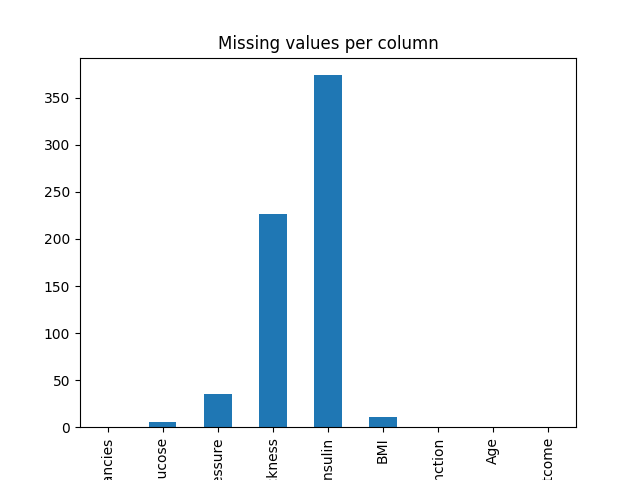 Missing values per column
350
300
250
200
150
100
50
0
ancies
ucose
essure
kness
nsulin
BMI
nction
Age
tcome